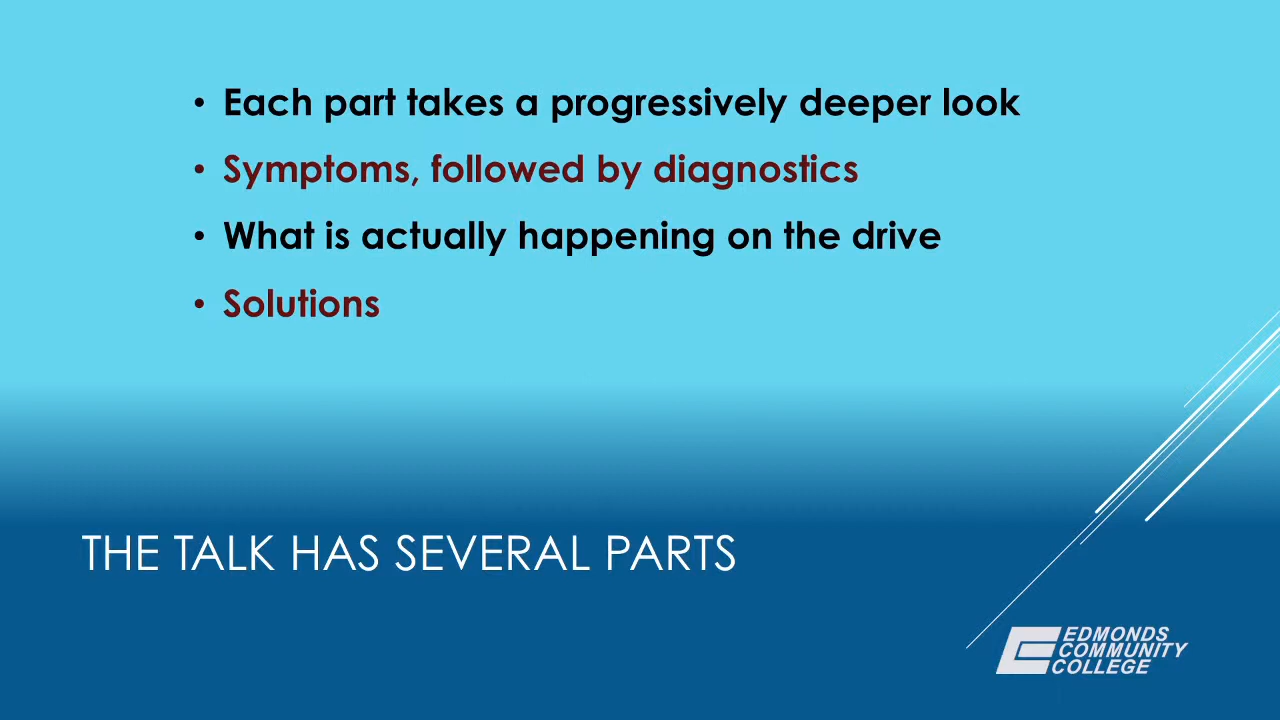 • Each part takes a progressively deeper look
• Symptoms, followed by diagnostics
• What is actually happening on the drive
• Solutions
THE TALK HAS SEVERAL PARTS
EDMONDS
COMMUNITY
COLLEGE